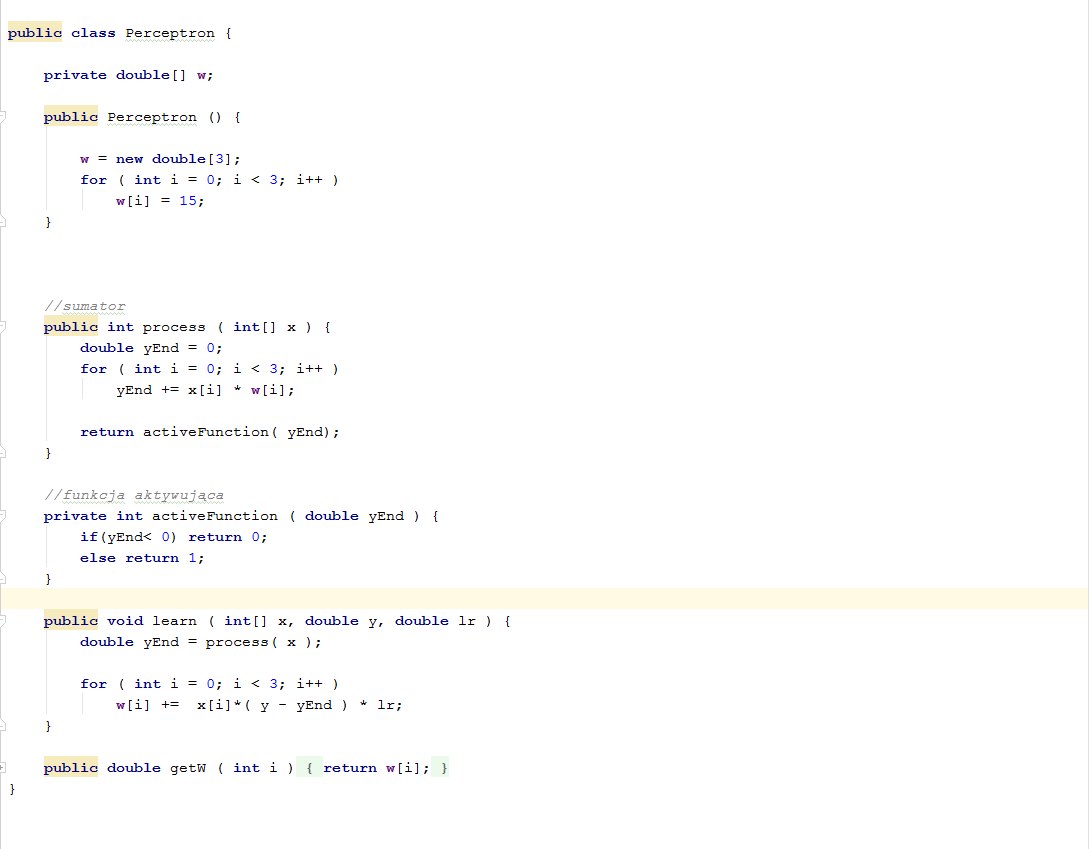 public class Perceptron {
private double[] w;
public Perceptron () {
w = new double[3];
for ( int i = 0; i < 3; i++ )
w[i] = 15;
}
//sumator
public int process ( int[] x ) {
double yEnd = 0;
for ( int i = 0; i < 3; i++ )
yEnd += x[i] * w[i];
return activeFunction( yEnd);
}
//funkcja aktywująca
private int activeFunction ( double yEnd ) {
if(yEnd< 0) return 0;
else return 1;
}
public void learn ( int[] x, double y, double lr ) {
double yEnd = process( x );
for ( int i = 0; i < 3; i++ )
w[i] +=  x[i]*( y - yEnd ) * lr;
}
public double getW ( int i ) { return w[i]; }
}